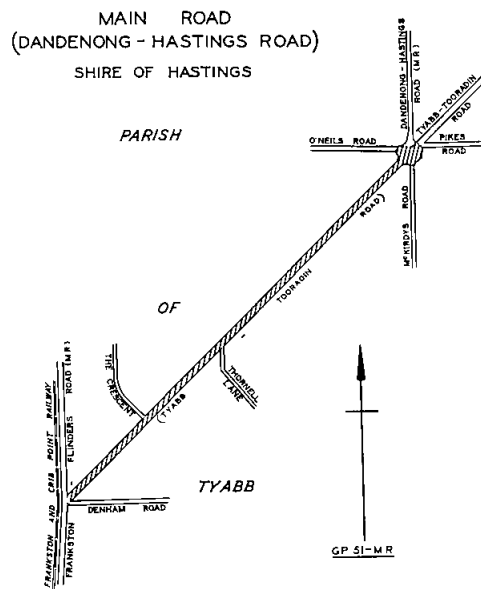 MAIN ROAD
(DANDENONG-HASTINGS ROAD)
SHIRE OF HASTINGS
DANDENONG-HASTINGS
ROAD (M.R.)
TYABB-TOORADIN
ROAD
O'NEILS ROAD
PIKES
ROAD
McKIRDYS ROAD
PARISH
OF
TYABB
(TYABB
TOORADIN
ROAD)
THE CRESCENT
THORNELL
LANE
FRANKSTON AND CRIB POINT RAILWAY
FRANKSTON
FLINDERS ROAD (M.R.)
DENHAM ROAD
GP 51-MR